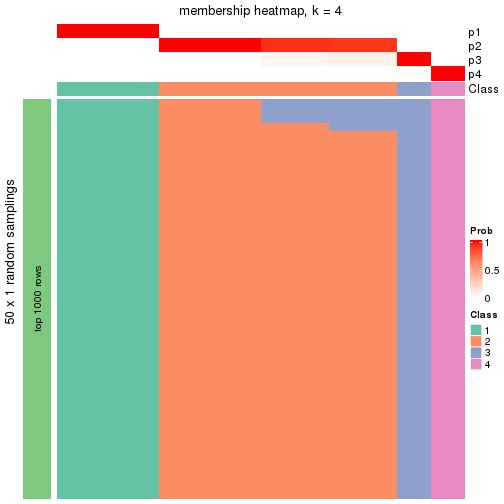 membership heatmap, k = 4
p1
p2
p3
p4
Class
50 x 1 random samplings
top 1000 rows
Prob
1
0.5
0
Class
1
2
3
4